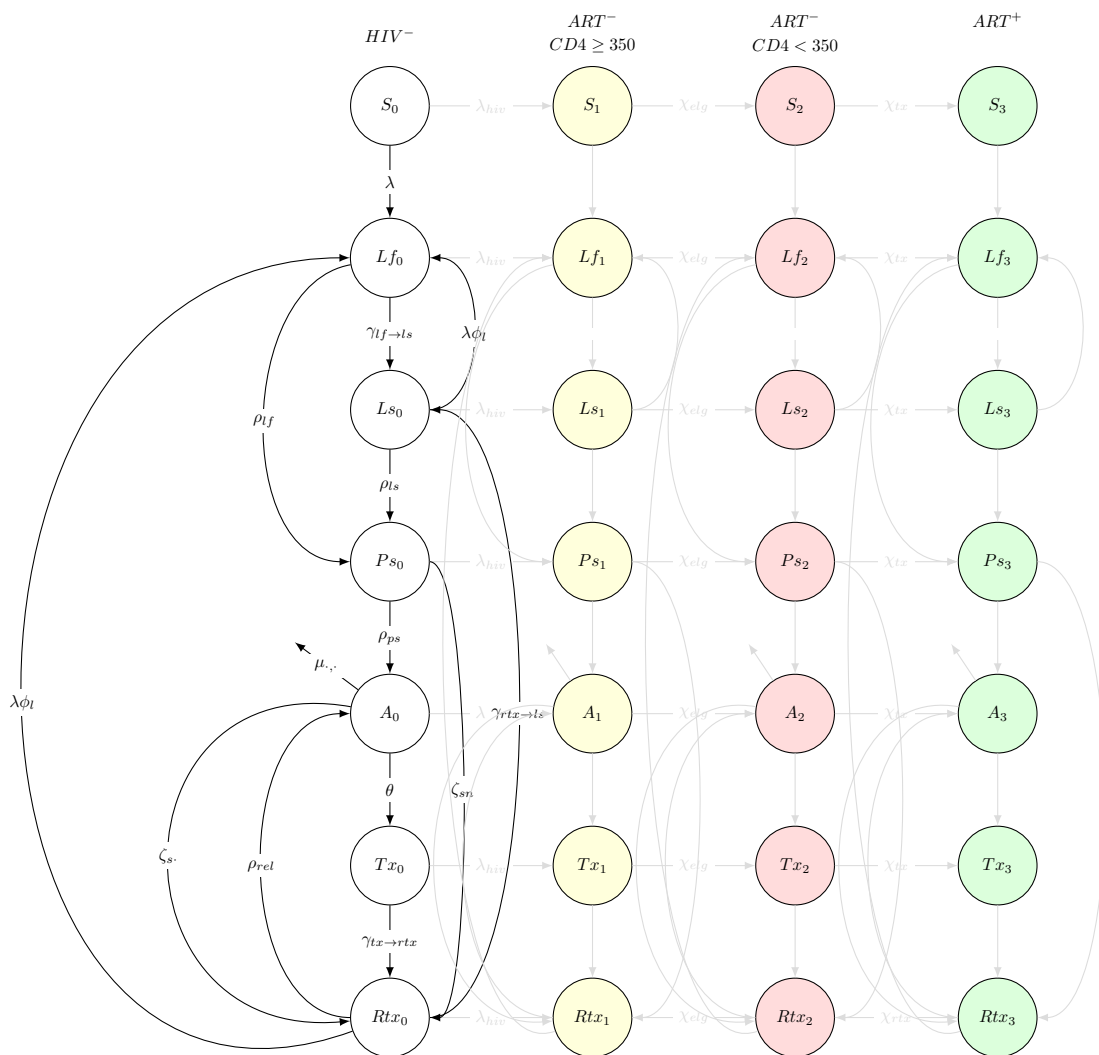 HIV⁻ ART⁻ ART⁻ ART⁺
CD4 ≥ 350 CD4 < 350
S₀ λ_hiv S₁ χ_elg S₂ χ_tx S₃
λ
Lf₀ λ_hiv Lf₁ χ_elg Lf₂ χ_tx Lf₃
γ_lf→ls λϕ_l
Ls₀ λ_hiv Ls₁ χ_elg Ls₂ χ_tx Ls₃
ρ_lf
ρ_ls
Ps₀ λ_hiv Ps₁ χ_elg Ps₂ χ_tx Ps₃
ρ_ps
μ_·,·
λϕ_l A₀ γ_rtx→ls A₁ χ_elg A₂ χ_tx A₃
θ ζ_sn
ζ_s· ρ_rel Tx₀ λ_hiv Tx₁ χ_elg Tx₂ χ_tx Tx₃
γ_tx→rtx
Rtx₀ λ_hiv Rtx₁ χ_elg Rtx₂ χ_rtx Rtx₃